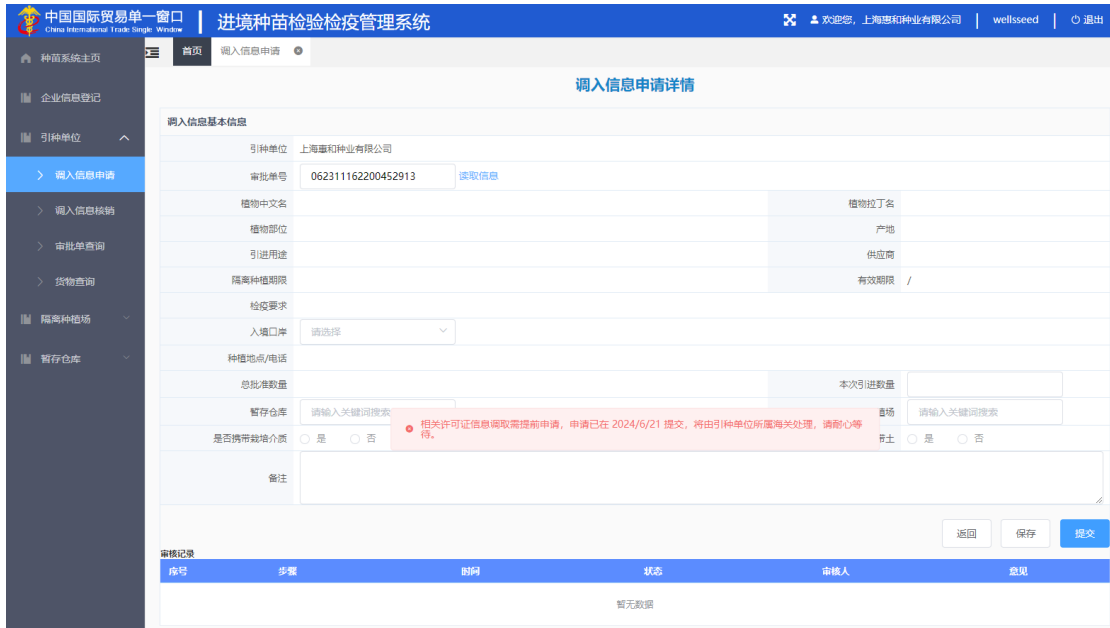 中国国际贸易单一窗口
China International Trade Single Window
进境种苗检验检疫管理系统
欢迎您，上海惠和种业有限公司
wellsseed
退出
种苗系统主页
首页
调入信息申请
企业信息登记
引种单位
调入信息申请
调入信息核销
审批单查询
货物查询
隔离种植场
暂存仓库
调入信息申请详情
调入信息基本信息
引种单位 上海惠和种业有限公司
审批单号 062311162200452913 读取信息
植物中文名 植物拉丁名
植物部位 产地
引进用途 供应商
隔离种植期限 有效期限 /
检疫要求
入境口岸 请选择
种植地点/电话
总批准数量 本次引进数量
暂存仓库 请输入关键词搜索 植场 请输入关键词搜索
相关许可证信息调取需提前申请，申请已在 2024/6/21 提交，将由引种单位所属海关处理，请耐心等
待。
是否携带栽培介质 是 否 带土 是 否
备注
返回 保存 提交
审核记录
序号 步骤 时间 状态 审核人 意见
暂无数据